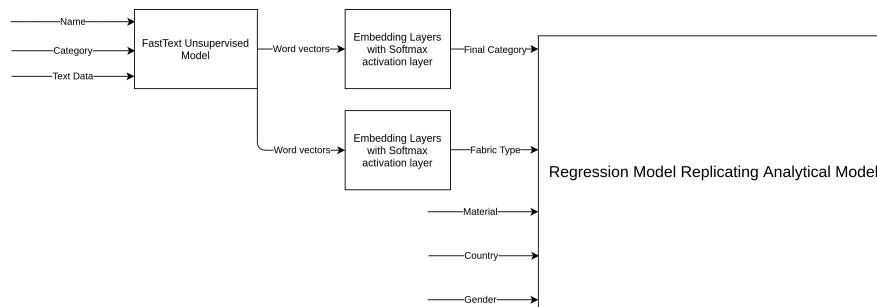 Name
Category
Text Data
FastText Unsupervised
Model
Word vectors
Word vectors
Embedding Layers
with Softmax
activation layer
Final Category
Embedding Layers
with Softmax
activation layer
Fabric Type
Material
Country
Gender
Regression Model Replicating Analytical Model